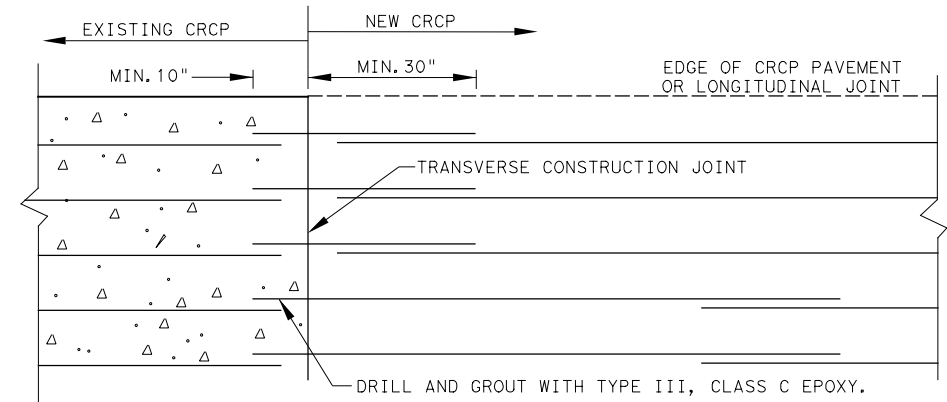 EXISTING CRCP
NEW CRCP
MIN. 10"
MIN. 30"
EDGE OF CRCP PAVEMENT
OR LONGITUDINAL JOINT
TRANSVERSE CONSTRUCTION JOINT
DRILL AND GROUT WITH TYPE III, CLASS C EPOXY.